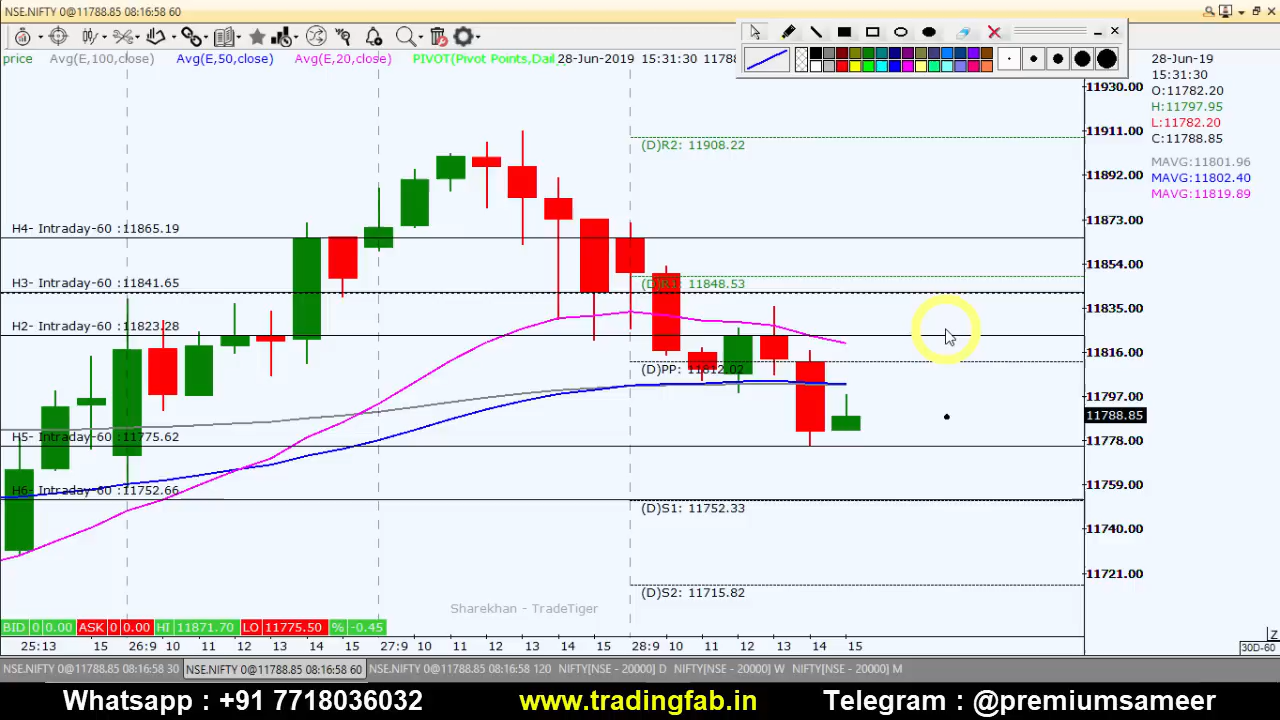 NSE.NIFTY 0@11788.85 08:16:58 60
price Avg(E,100,close) Avg(E,50,close) Avg(E,20,close) PIVOT(Pivot Points,Dail 28-Jun-2019 15:31:30 1178
28-Jun-19
15:31:30
O:11782.20
H:11797.95
L:11782.20
C:11788.85
MAVG:11801.96
MAVG:11802.40
MAVG:11819.89
11930.00
11911.00
11892.00
11873.00
11854.00
11835.00
11816.00
11797.00
11788.85
11778.00
11759.00
11740.00
11721.00
(D)R2: 11908.22
H4- Intraday-60 :11865.19
H3- Intraday-60 :11841.65
(D)R1: 11848.53
H2- Intraday-60 :11823.28
(D)PP: 11812.02
H5- Intraday-60 :11775.62
H6- Intraday-60 :11752.66
(D)S1: 11752.33
(D)S2: 11715.82
Sharekhan - TradeTiger
BID 0 0.00 ASK 0 0.00 HI 11871.70 LO 11775.50 % -0.45
25:13 15 26:9 10 11 12 13 14 15 27:9 10 11 12 13 14 15 28:9 10 11 12 13 14 15
Z
30D-60
NSE.NIFTY 0@11788.85 08:16:58 30 NSE.NIFTY 0@11788.85 08:16:58 60 NSE.NIFTY 0@11788.85 08:16:58 120 NIFTY[NSE - 20000] D NIFTY[NSE - 20000] W NIFTY[NSE - 20000] M
Whatsapp : +91 7718036032 www.tradingfab.in Telegram : @premiumsameer